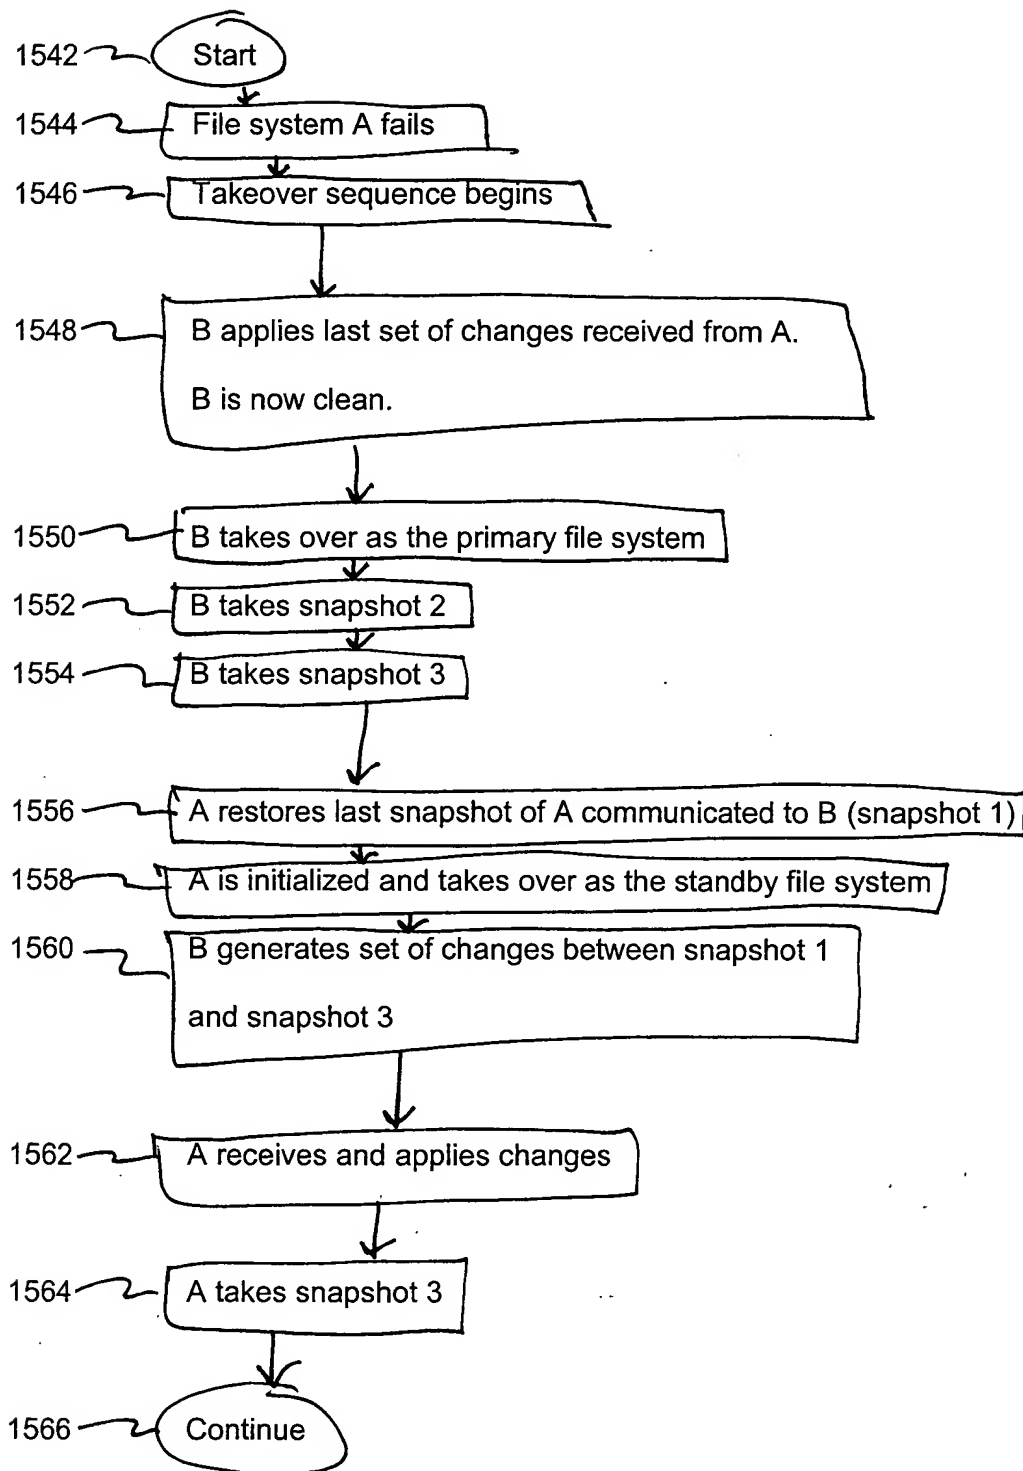 1542 Start
1544 File system A fails
1546 Takeover sequence begins
1548 B applies last set of changes received from A.
B is now clean.
1550 B takes over as the primary file system
1552 B takes snapshot 2
1554 B takes snapshot 3
1556 A restores last snapshot of A communicated to B (snapshot 1)
1558 A is initialized and takes over as the standby file system
1560 B generates set of changes between snapshot 1
and snapshot 3
1562 A receives and applies changes
1564 A takes snapshot 3
1566 Continue